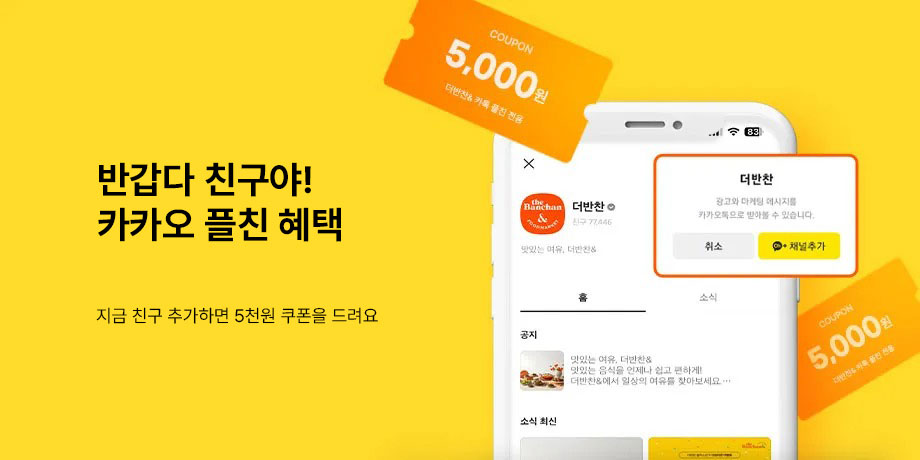 반갑다 친구야!
카카오 플친 혜택
지금 친구 추가하면 5천원 쿠폰을 드려요
COUPON
5,000원
더반찬& 카톡 플친 전용
83
the
Banchan
&
더반찬
친구 77,446
맛있는 여유, 더반찬&
더반찬
광고와 마케팅 메시지를
카카오톡으로 받아볼 수 있습니다.
취소
Ch+ 채널추가
홈
소식
공지
맛있는 여유, 더반찬&
맛있는 음식을 언제나 쉽고 편하게!
더반찬&에서 일상의 여유를 찾아보세요.…
소식 최신
COUPON
5,000원
더반찬& 카톡 플친 전용